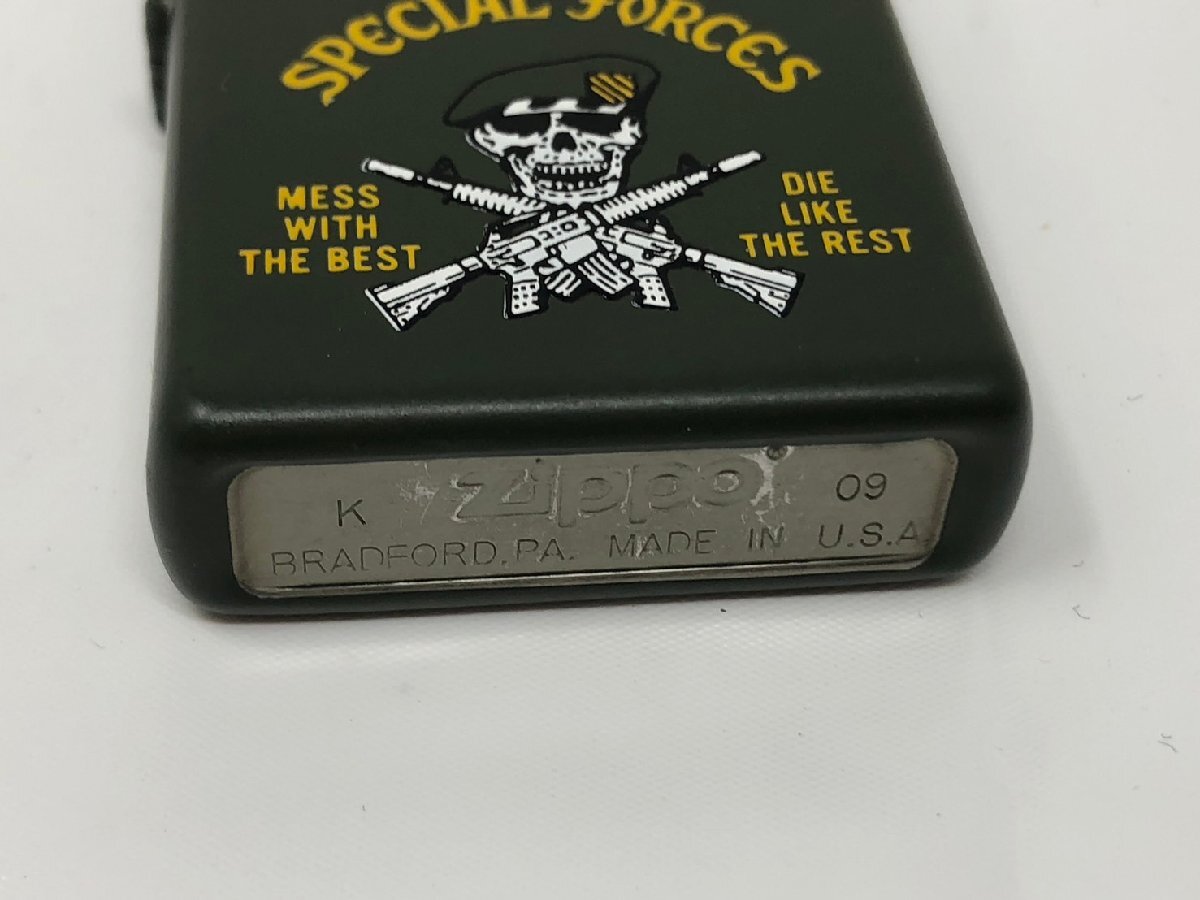 SPECIAL FORCES
MESS
WITH
THE BEST
DIE
LIKE
THE REST
K Zippo ® 09
BRADFORD, PA. MADE IN U.S.A.